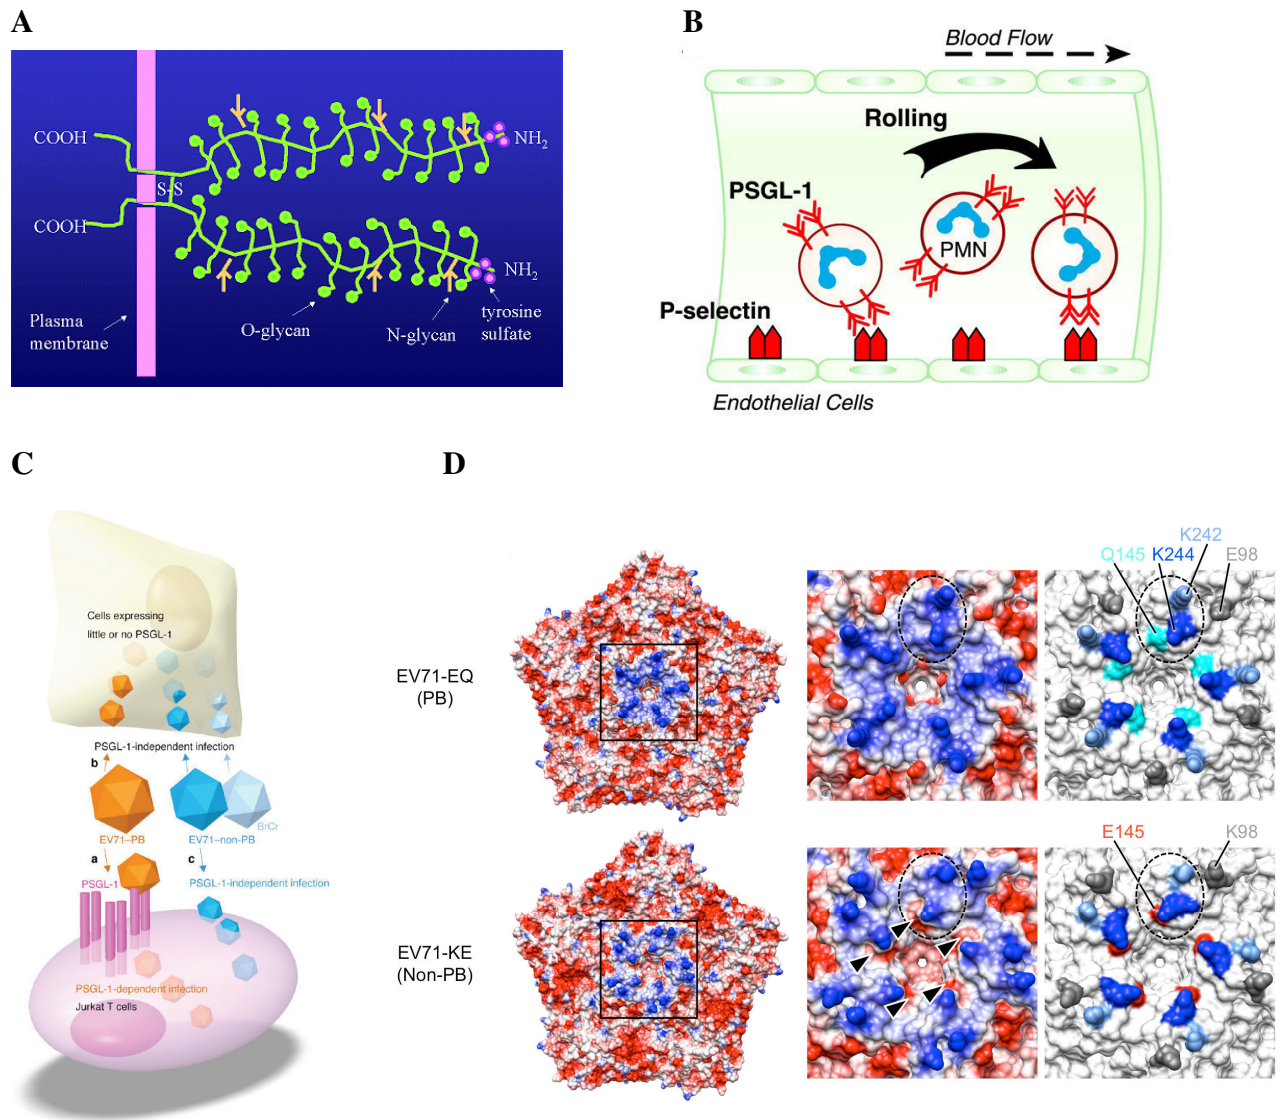 A
COOH
S-S
NH2
COOH
NH2
Plasma
membrane
O-glycan
N-glycan
tyrosine
sulfate
B
Blood Flow
Rolling
PSGL-1
PMN
P-selectin
Endothelial Cells
C
Cells expressing
little or no PSGL-1
PSGL-1-independent infection
b
BrCr
EV71–PB
EV71–non-PB
a
c
PSGL-1
PSGL-1-independent infection
PSGL-1-dependent infection
Jurkat T cells
D
K242
Q145 K244 E98
EV71-EQ
(PB)
E145 K98
EV71-KE
(Non-PB)